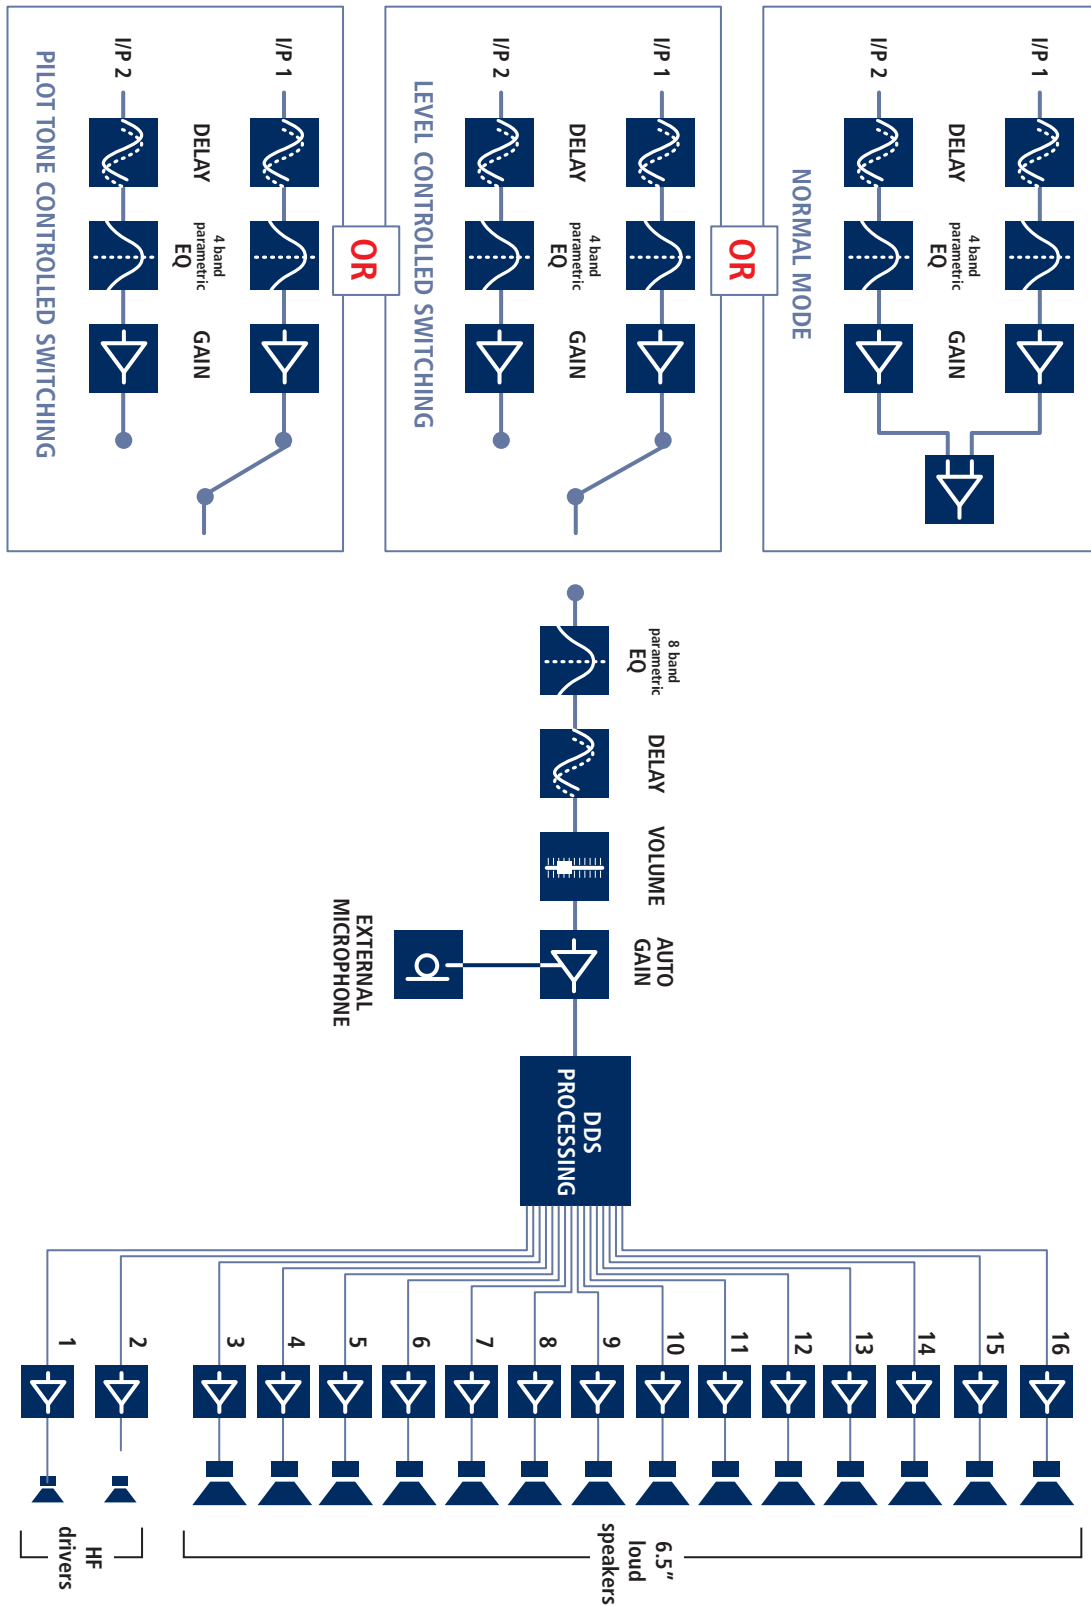 I/P 1
DELAY
4 band
parametric
EQ
GAIN
I/P 2
NORMAL MODE
OR
I/P 1
DELAY
4 band
parametric
EQ
GAIN
I/P 2
LEVEL CONTROLLED SWITCHING
OR
I/P 1
DELAY
4 band
parametric
EQ
GAIN
I/P 2
PILOT TONE CONTROLLED SWITCHING
8 band
parametric
EQ
DELAY
VOLUME
AUTO
GAIN
EXTERNAL
MICROPHONE
DDS
PROCESSING
16
15
14
13
12
11
10
9
8
7
6
5
4
3
2
1
6.5”
loud
speakers
HF
drivers